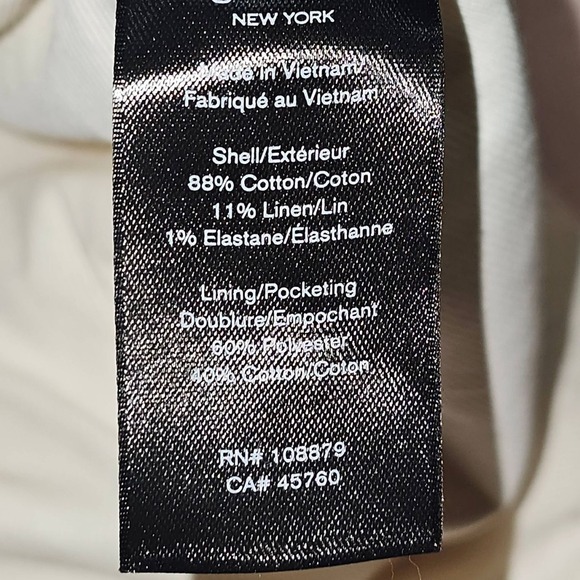 NEW YORK
Made in Vietnam
Fabriqué au Vietnam
Shell/Extérieur
88% Cotton/Coton
11% Linen/Lin
1% Elastane/Élasthanne
Lining/Pocketing
Doublure/Empochant
60% Polyester
40% Cotton/Coton
RN# 108879
CA# 45760